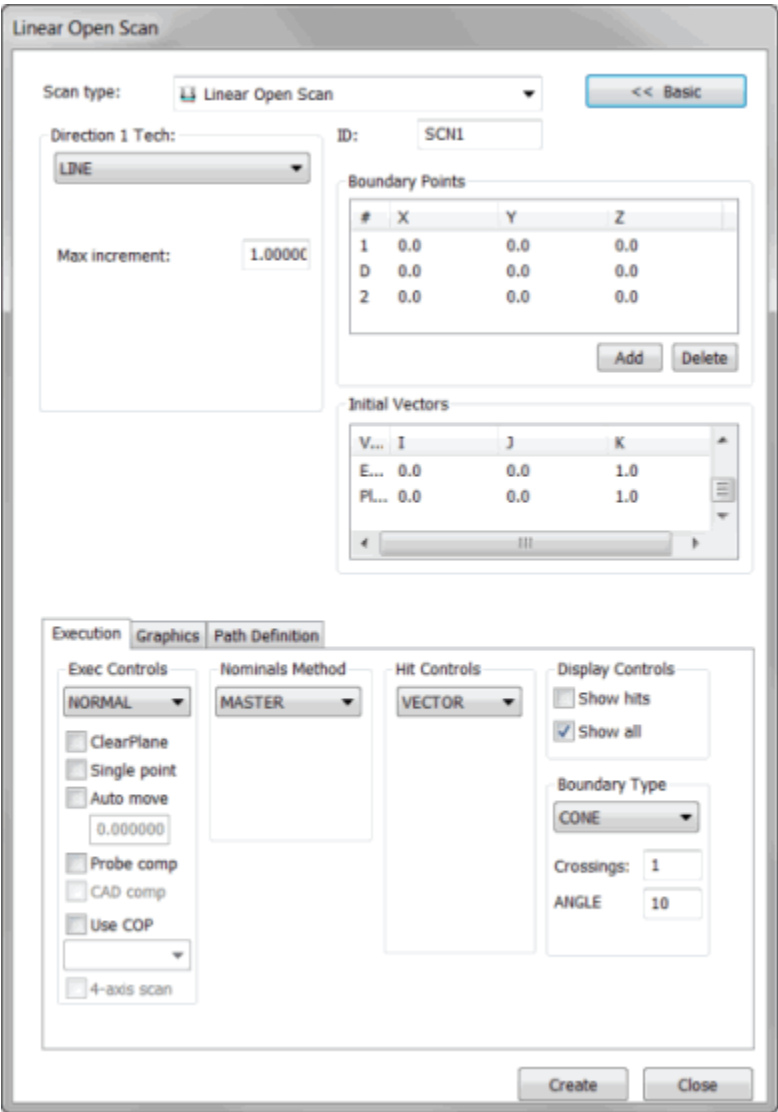 Linear Open Scan
Scan type: Linear Open Scan << Basic
Direction 1 Tech:
LINE
Max increment: 1.00000
ID: SCN1
Boundary Points
# X Y Z
1 0.0 0.0 0.0
D 0.0 0.0 0.0
2 0.0 0.0 0.0
Add Delete
Initial Vectors
V... I J K
E... 0.0 0.0 1.0
Pl... 0.0 0.0 1.0
Execution Graphics Path Definition
Exec Controls
NORMAL
ClearPlane
Single point
Auto move
0.000000
Probe comp
CAD comp
Use COP
4-axis scan
Nominals Method
MASTER
Hit Controls
VECTOR
Display Controls
Show hits
Show all
Boundary Type
CONE
Crossings: 1
ANGLE 10
Create Close